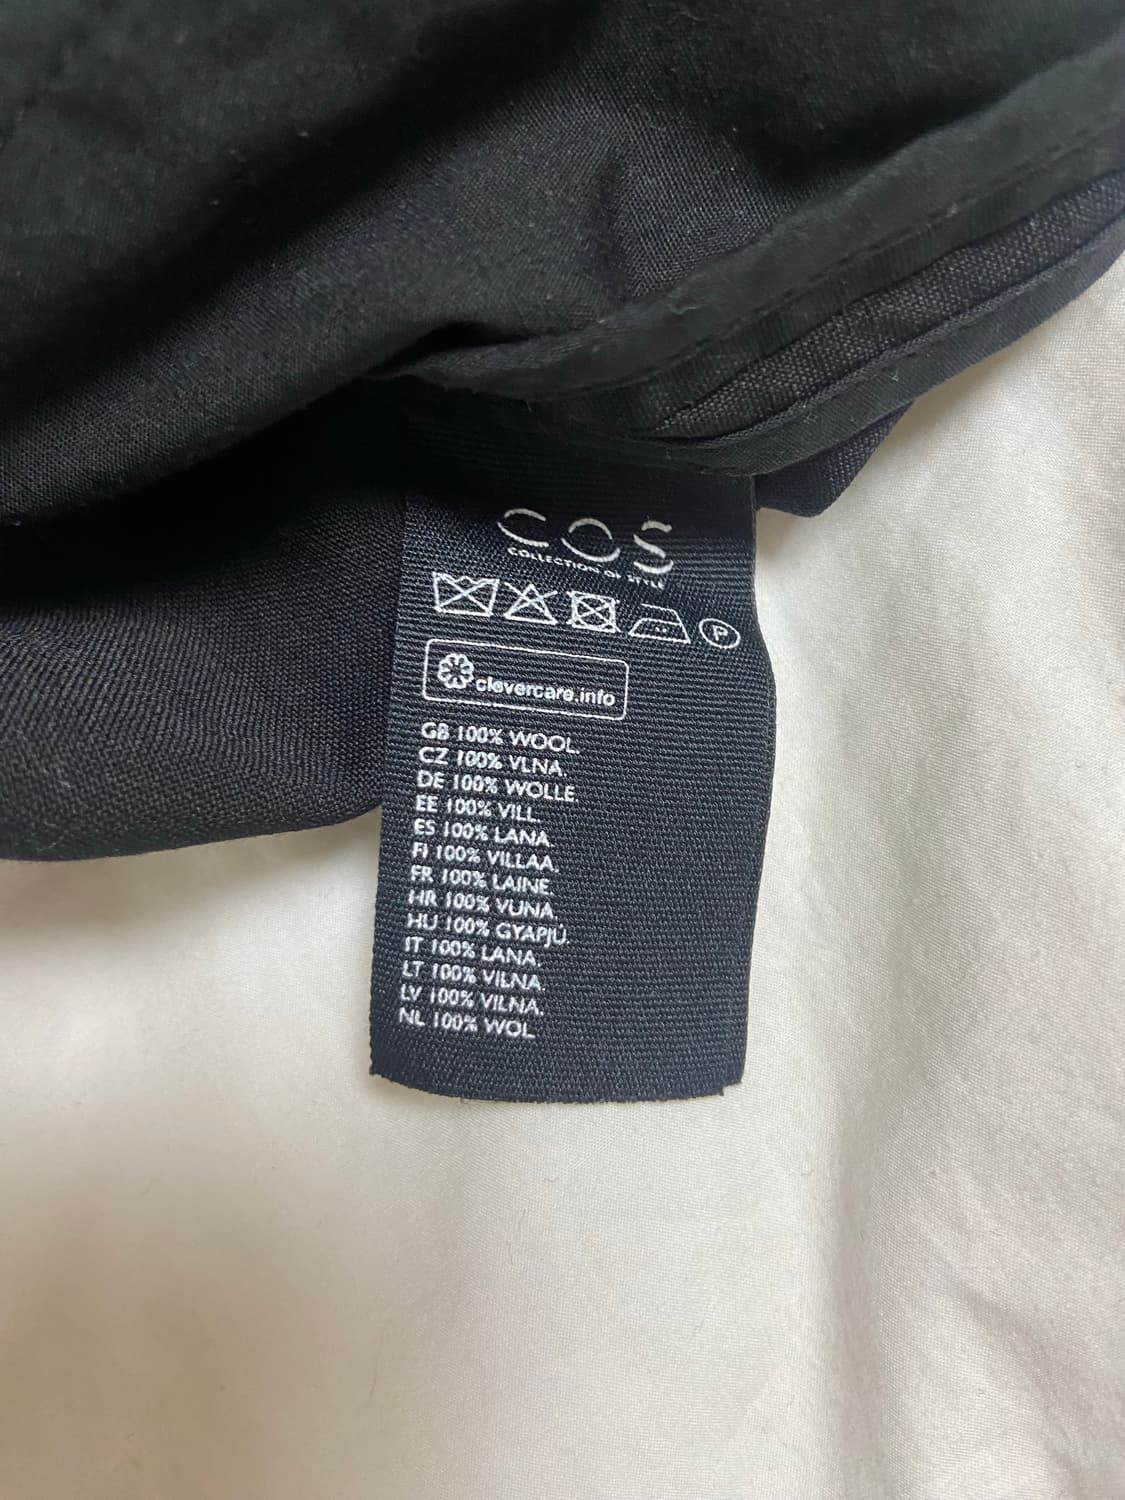 COS
COLLECTION OF STYLE
P
clevercare.info
GB 100% WOOL.
CZ 100% VLNA.
DE 100% WOLLE.
EE 100% VILL.
ES 100% LANA.
FI 100% VILLAA.
FR 100% LAINE.
HR 100% VUNA.
HU 100% GYAPJÚ.
IT 100% LANA.
LT 100% VILNA.
LV 100% VILNA.
NL 100% WOL.